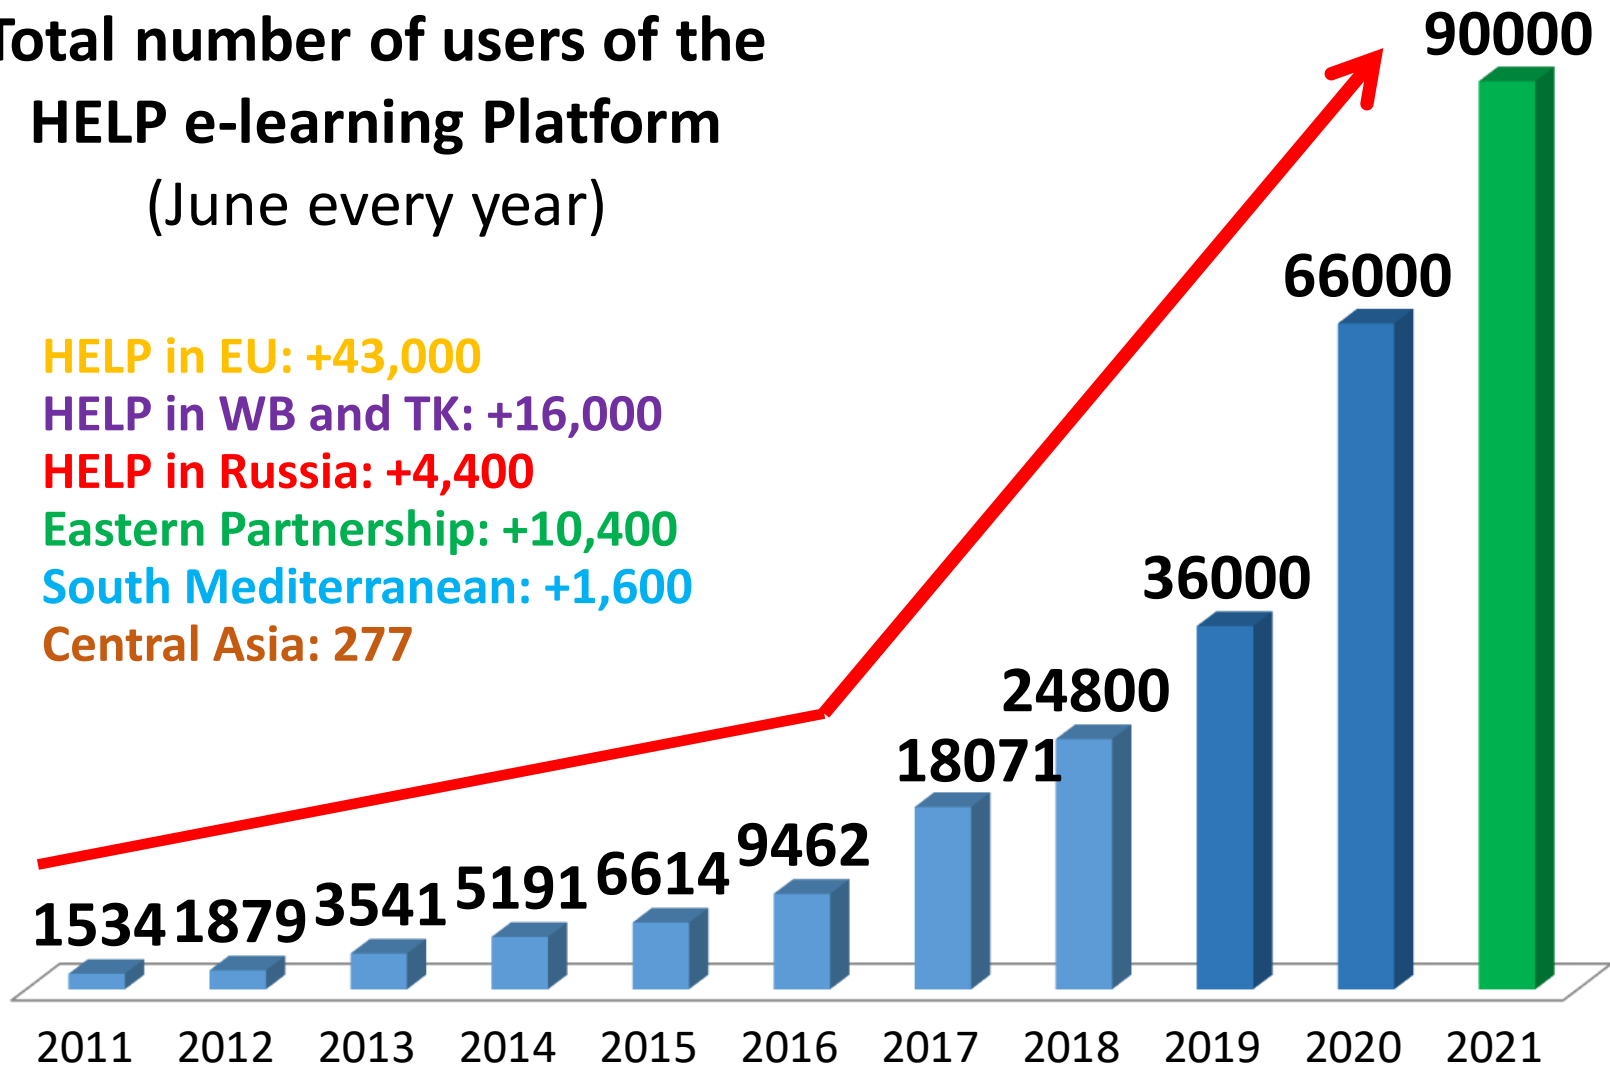 Total number of users of the
HELP e-learning Platform
(June every year)
HELP in EU: +43,000
HELP in WB and TK: +16,000
HELP in Russia: +4,400
Eastern Partnership: +10,400
South Mediterranean: +1,600
Central Asia: 277
1534 1879 3541 5191 6614 9462 18071 24800 36000 66000 90000
2011 2012 2013 2014 2015 2016 2017 2018 2019 2020 2021